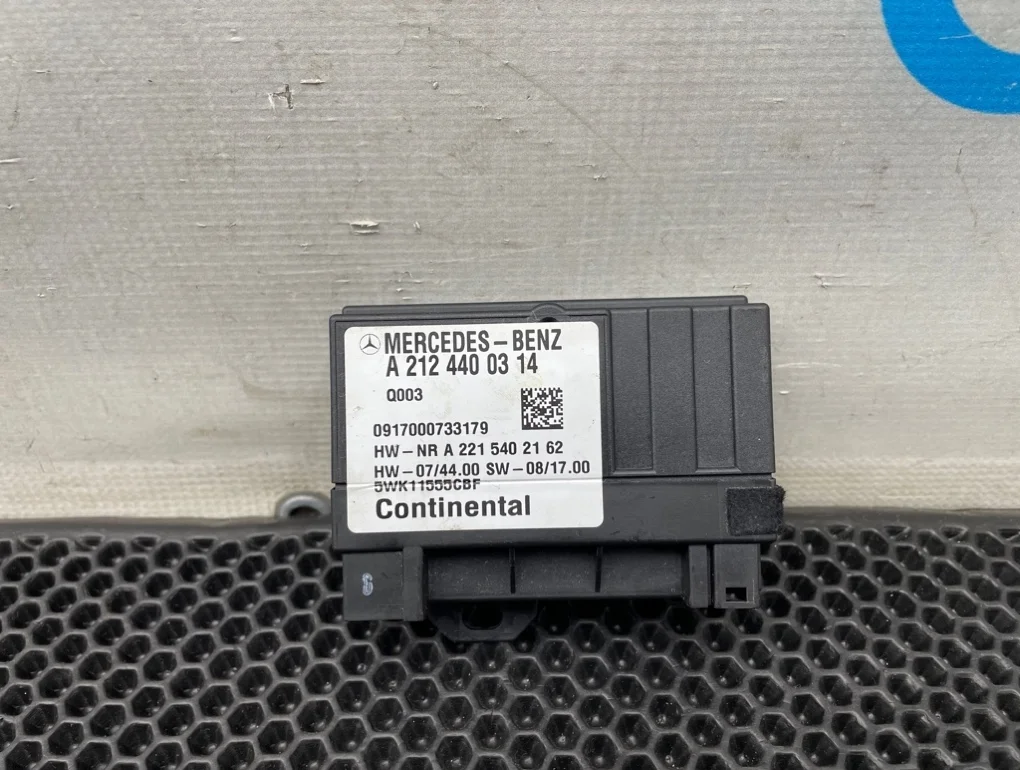 MERCEDES-BENZ
A 212 440 03 14
Q003
0917000733179
HW-NR A 221 540 21 62
HW-07/44.00 SW-08/17.00
5WK11555CBF
Continental
6